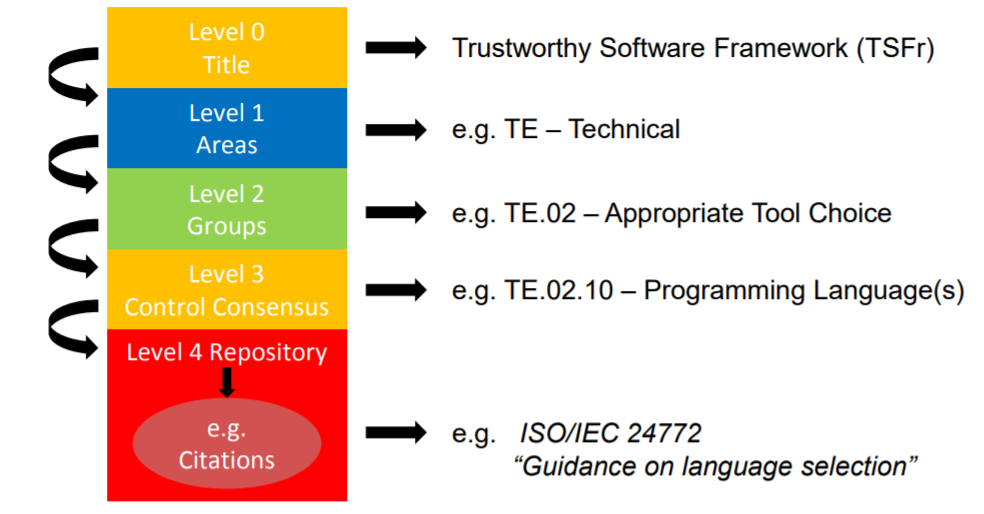 Level 0
Title
Trustworthy Software Framework (TSFr)
Level 1
Areas
e.g. TE – Technical
Level 2
Groups
e.g. TE.02 – Appropriate Tool Choice
Level 3
Control Consensus
e.g. TE.02.10 – Programming Language(s)
Level 4 Repository
e.g.
Citations
e.g. ISO/IEC 24772
“Guidance on language selection”